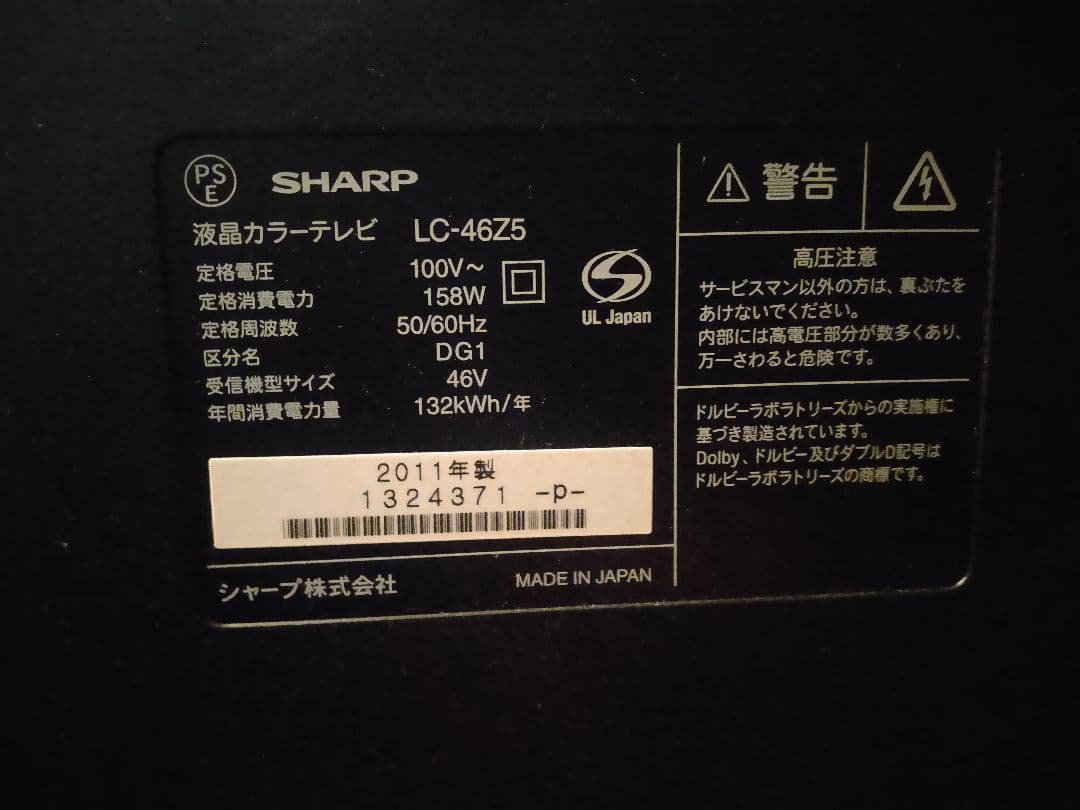 PS
E
SHARP
液晶カラーテレビ LC-46Z5
定格電圧 100V～
定格消費電力 158W
定格周波数 50/60Hz
区分名 DG1
受信機型サイズ 46V
年間消費電力量 132kWh/年
UL Japan
2011年製
1324371 -p-
シャープ株式会社 MADE IN JAPAN
警告
高圧注意
サービスマン以外の方は、裏ぶたを
あけないでください。
内部には高電圧部分が数多くあり、
万一さわると危険です。
ドルビーラボラトリーズからの実施権に
基づき製造されています。
Dolby、ドルビー及びダブルD記号は
ドルビーラボラトリーズの商標です。